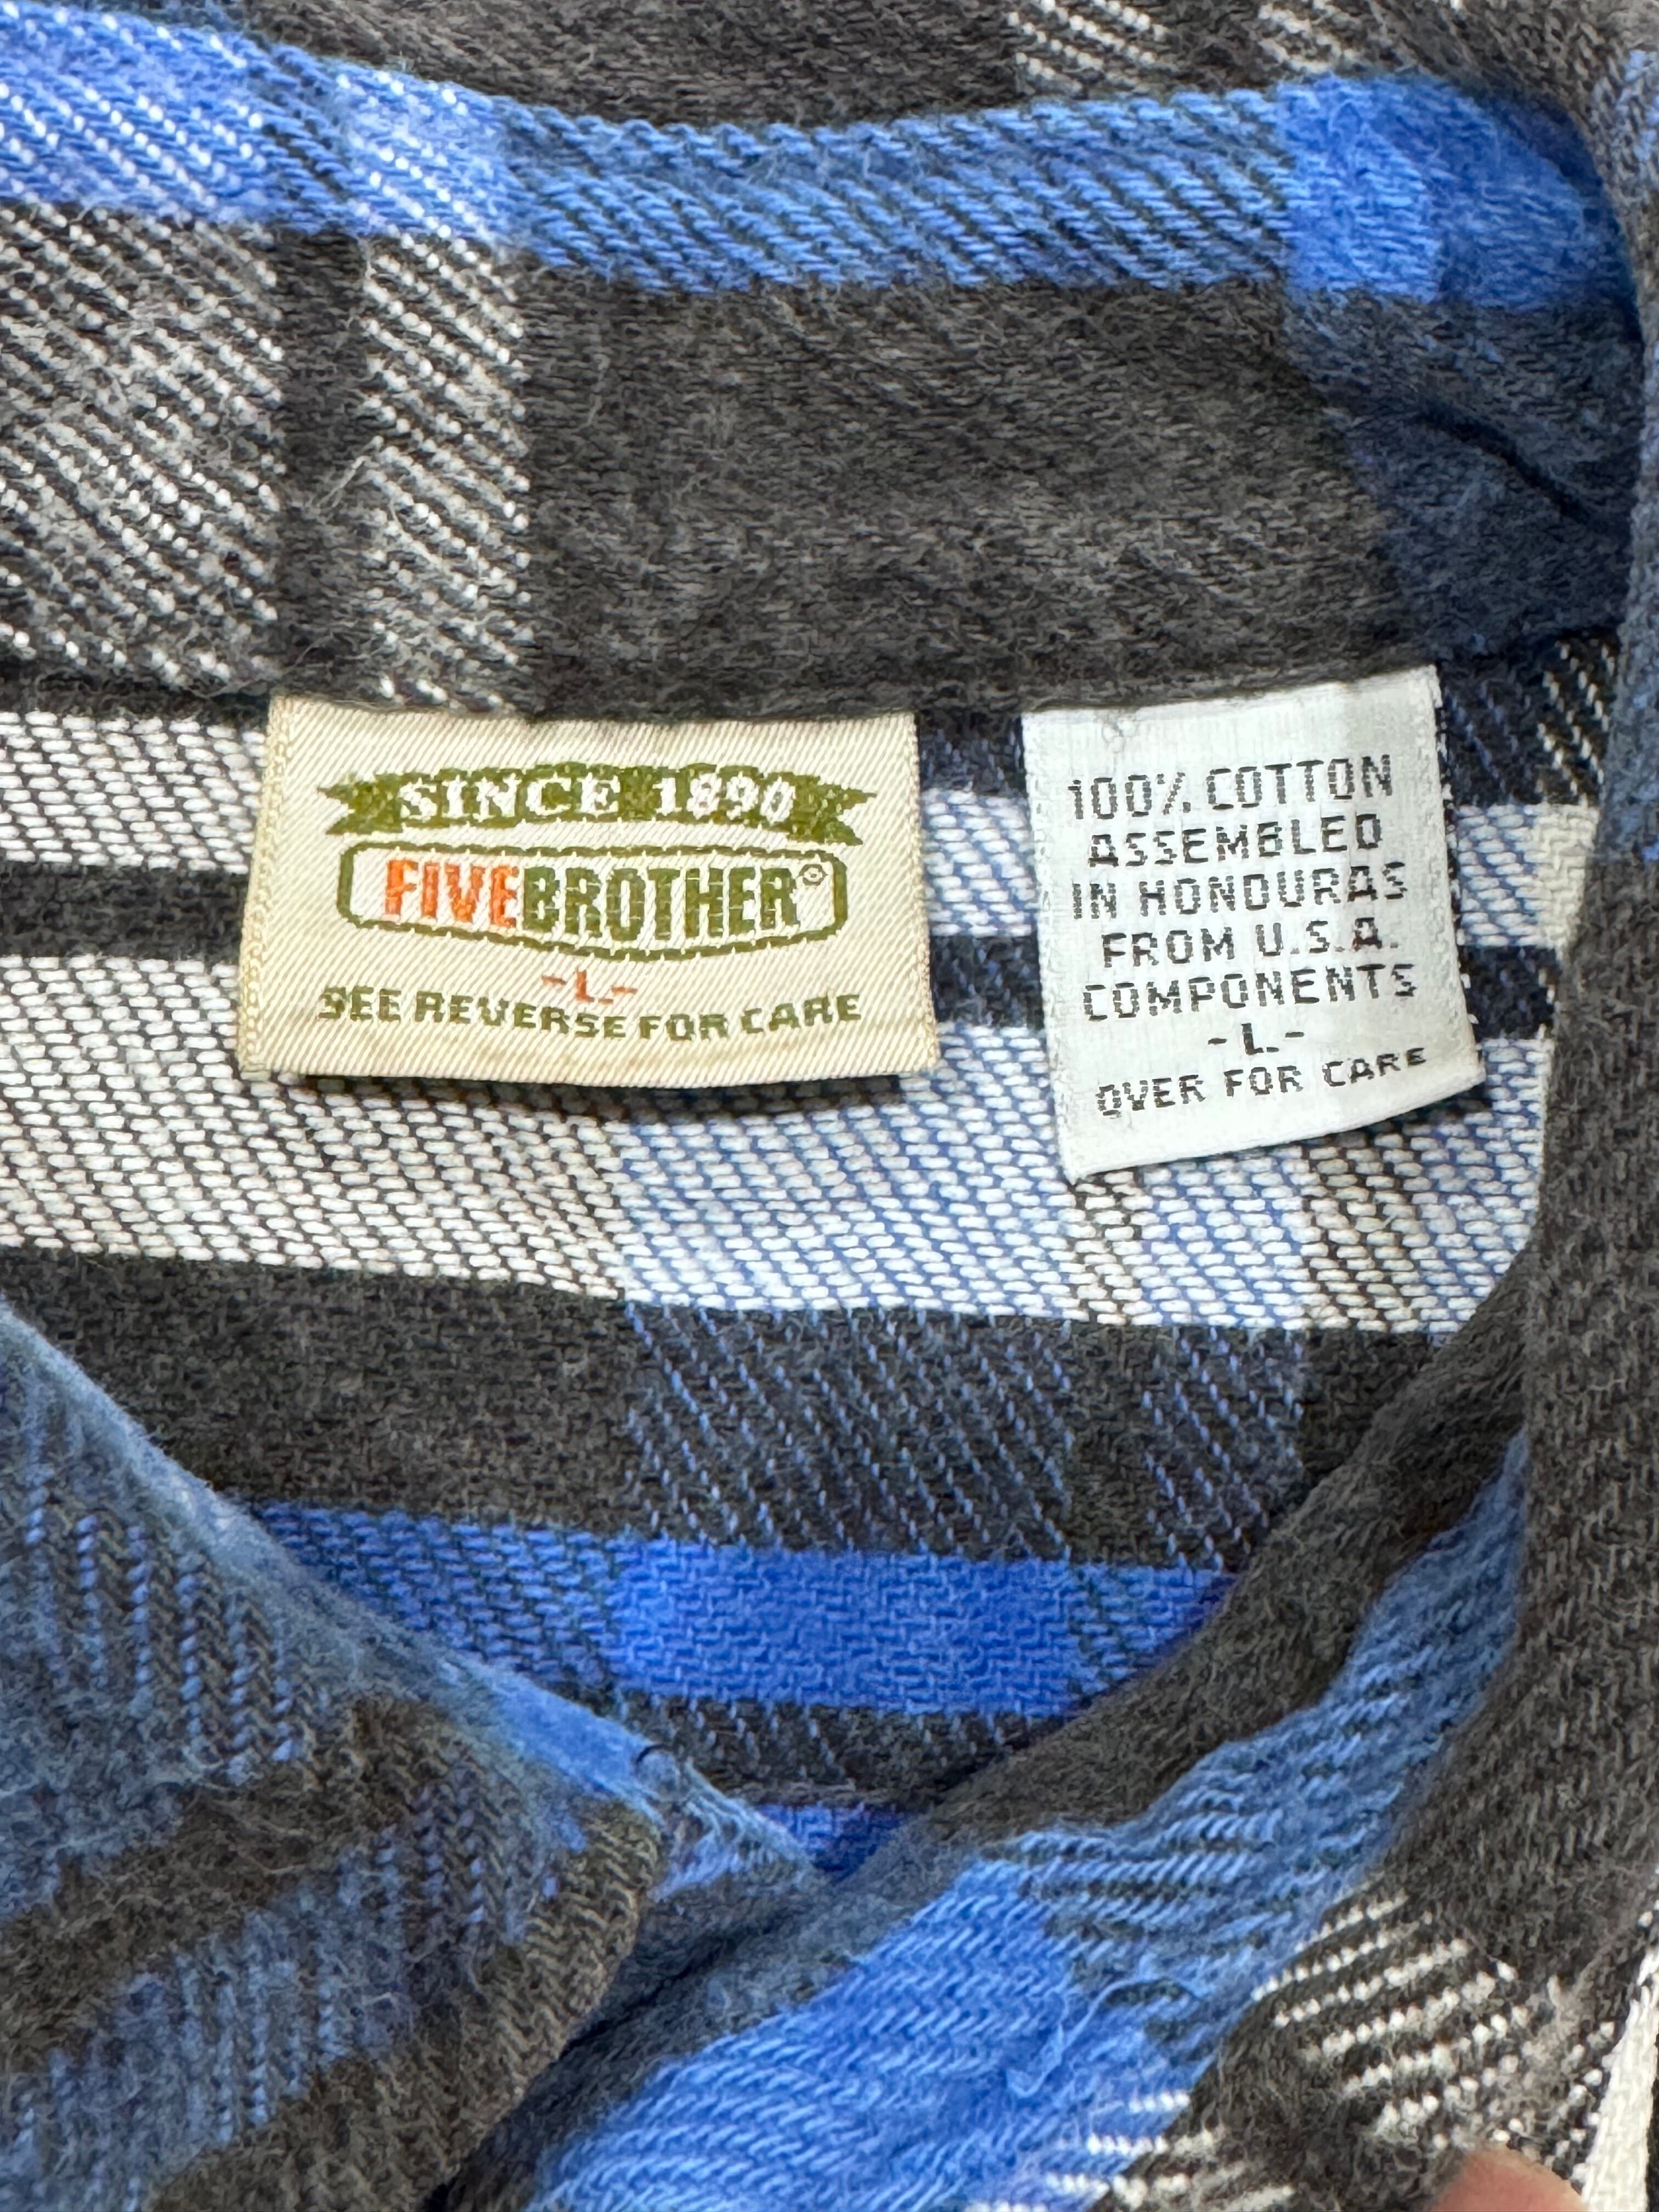 SINCE 1890
FIVEBROTHER®
-L-
SEE REVERSE FOR CARE
100% COTTON
ASSEMBLED
IN HONDURAS
FROM U.S.A.
COMPONENTS
-L-
OVER FOR CARE